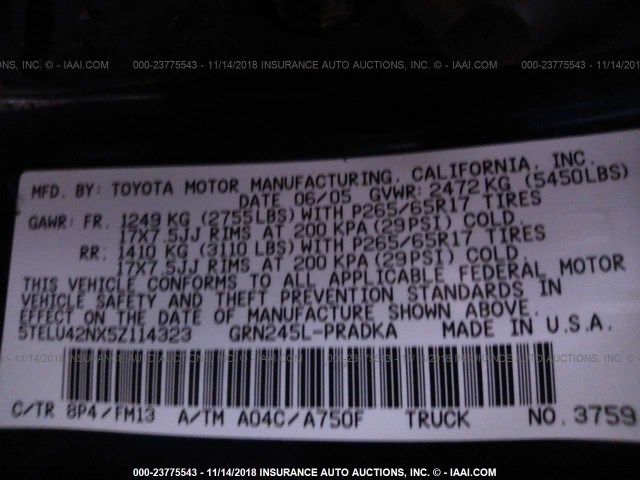 000-23775543 - 11/14/2018 INSURANCE AUTO AUCTIONS, INC. © - IAAI.COM
MFD. BY: TOYOTA MOTOR MANUFACTURING, CALIFORNIA, INC.
DATE 06/05 GVWR: 2472 KG (5450LBS)
GAWR: FR. 1249 KG (2755LBS) WITH P265/65R17 TIRES
17X7.5JJ RIMS AT 200 KPA (29PSI) COLD.
RR: 1410 KG (3110 LBS) WITH P265/65R17 TIRES
17X7.5JJ RIMS AT 200 KPA (29PSI) COLD.
THIS VEHICLE CONFORMS TO ALL APPLICABLE FEDERAL MOTOR
VEHICLE SAFETY AND THEFT PREVENTION STANDARDS IN
EFFECT ON THE DATE OF MANUFACTURE SHOWN ABOVE.
5TELU42NX5Z114323 GRN245L-PRADKA MADE IN U.S.A.
C/TR 8P4/FM13 A/TM A04C/A750F TRUCK NO. 3759
000-23775543 - 11/14/2018 INSURANCE AUTO AUCTIONS, INC. © - IAAI.COM